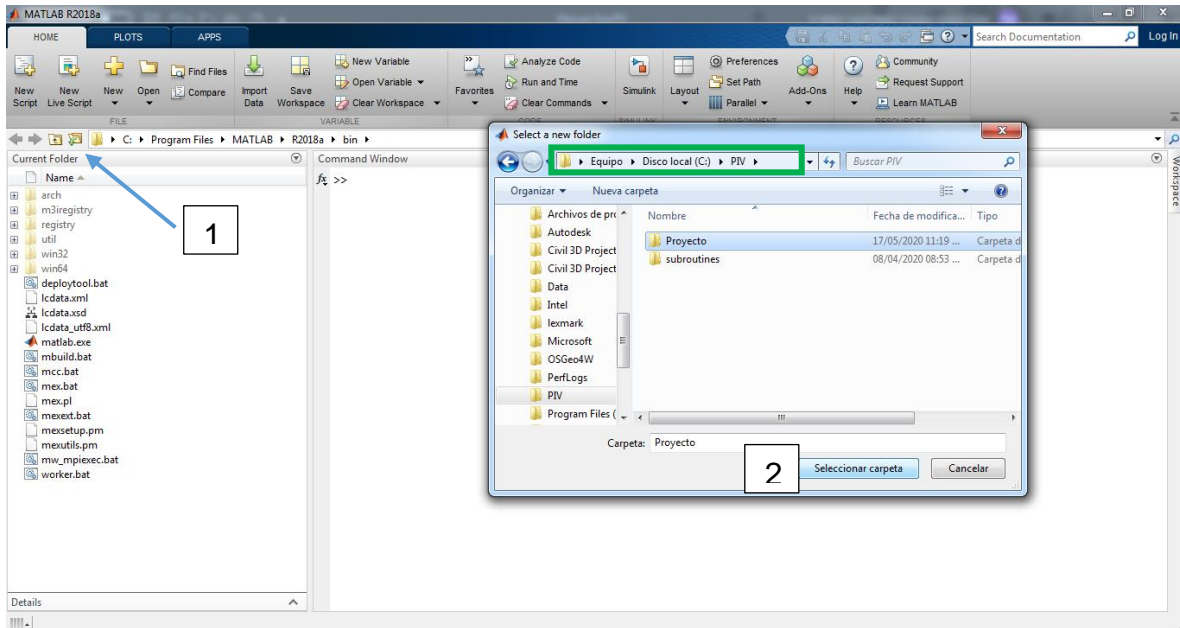 MATLAB R2018a
HOME PLOTS APPS
Search Documentation
Log In
New Script
New Live Script
New
Open
Find Files
Compare
Import Data
Save Workspace
New Variable
Open Variable
Clear Workspace
Favorites
Analyze Code
Run and Time
Clear Commands
Simulink
Layout
Preferences
Set Path
Parallel
Add-Ons
Help
Community
Request Support
Learn MATLAB
FILE
VARIABLE
CODE
SIMULINK
ENVIRONMENT
RESOURCES
C: Program Files MATLAB R2018a bin
Current Folder
Name
arch
m3iregistry
registry
util
win32
win64
deploytool.bat
lcdata.xml
lcdata.xsd
lcdata_utf8.xml
matlab.exe
mbuild.bat
mcc.bat
mex.bat
mex.pl
mexext.bat
mexsetup.pm
mexutils.pm
mw_mpiexec.bat
worker.bat
Details
1
Command Window
fx >>
Workspace
Select a new folder
Equipo Disco local (C:) PIV
Buscar PIV
Organizar Nueva carpeta
Archivos de pro
Autodesk
Civil 3D Project
Civil 3D Project
Data
Intel
lexmark
Microsoft
OSGeo4W
PerfLogs
PIV
Program Files (
Nombre Fecha de modifica... Tipo
Proyecto 17/05/2020 11:19 ... Carpeta d
subroutines 08/04/2020 08:53 ... Carpeta d
Carpeta: Proyecto
2
Seleccionar carpeta
Cancelar